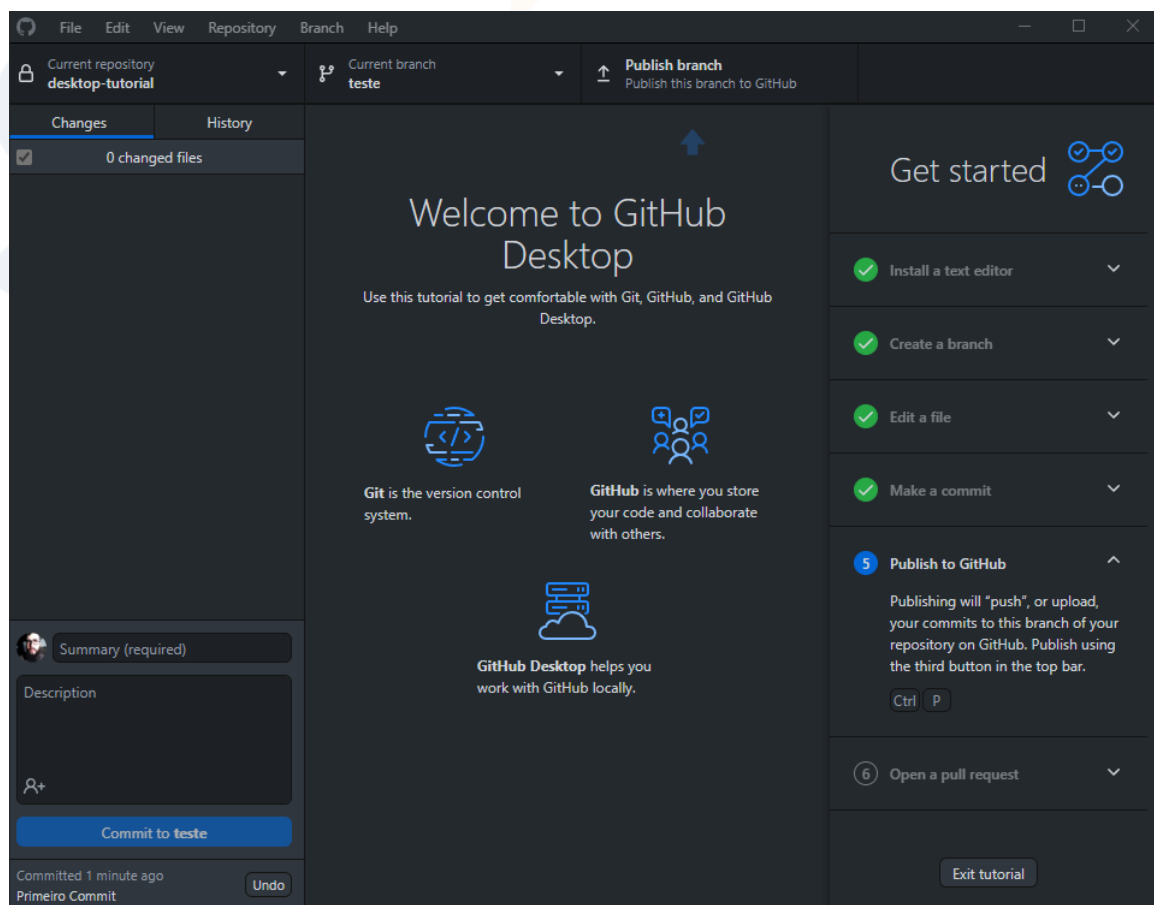 File Edit View Repository Branch Help
Current repository
desktop-tutorial
Current branch
teste
Publish branch
Publish this branch to GitHub
Changes History
0 changed files
Welcome to GitHub
Desktop
Use this tutorial to get comfortable with Git, GitHub, and GitHub
Desktop.
Git is the version control
system.
GitHub is where you store
your code and collaborate
with others.
GitHub Desktop helps you
work with GitHub locally.
Summary (required)
Description
Commit to teste
Committed 1 minute ago
Primeiro Commit
Undo
Get started
Install a text editor
Create a branch
Edit a file
Make a commit
5 Publish to GitHub
Publishing will “push”, or upload,
your commits to this branch of your
repository on GitHub. Publish using
the third button in the top bar.
Ctrl P
6 Open a pull request
Exit tutorial